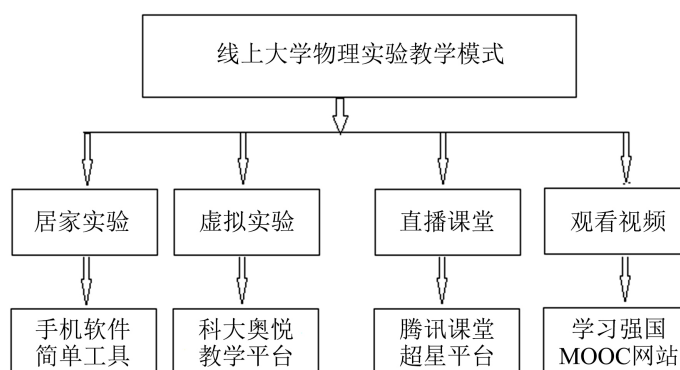 线上大学物理实验教学模式
居家实验
虚拟实验
直播课堂
观看视频
手机软件
简单工具
科大奥悦
教学平台
腾讯课堂
超星平台
学习强国
MOOC网站